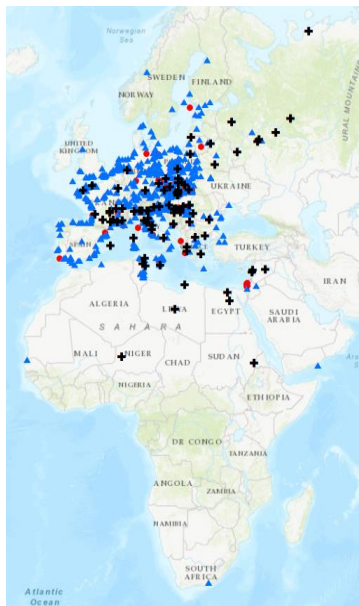 Norwegian
Sea
SWEDEN
FINLAND
NORWAY
URAL MOUNTAINS
UNITED
KINGDOM
UKRAINE
SPAIN
TURKEY
IRAN
ALGERIA
LIBYA
EGYPT
SAUDI
ARABIA
SAHARA
MALI
NIGER
CHAD
SUDAN
NIGERIA
ETHIOPIA
DR CONGO
TANZANIA
ANGOLA
ZAMBIA
NAMIBIA
SOUTH
AFRICA
Atlantic
Ocean